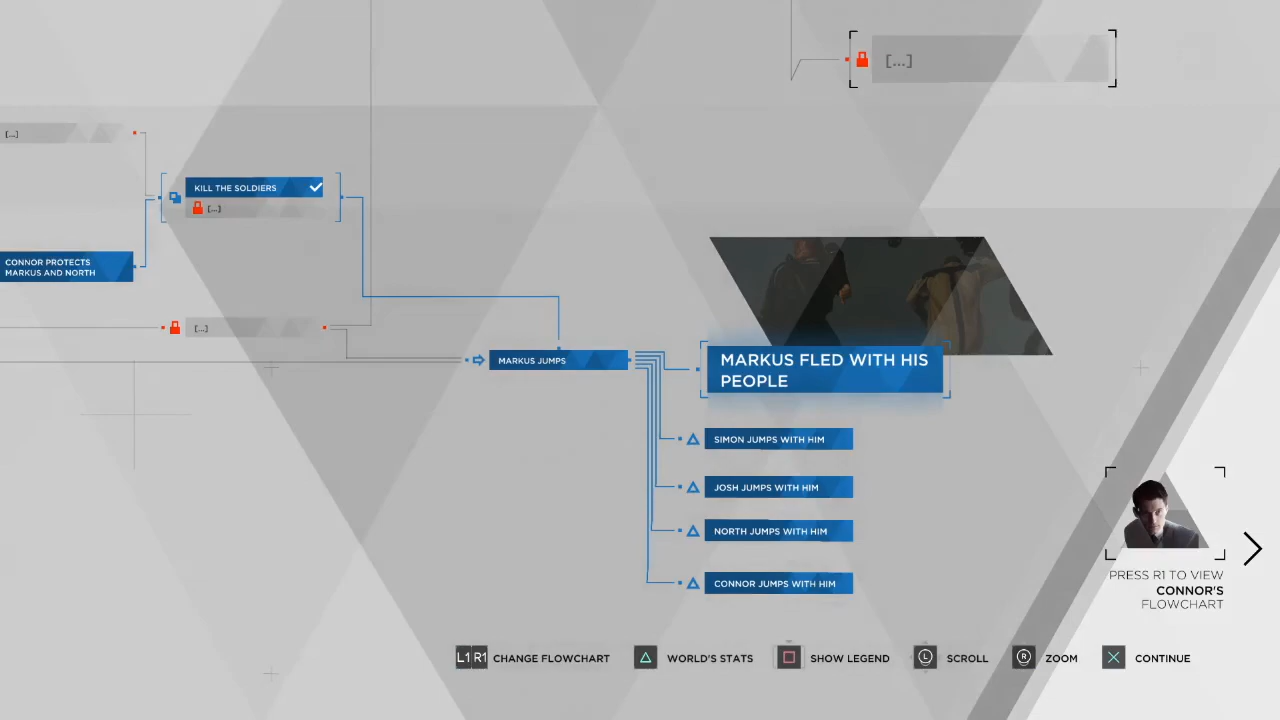 [...]
[...]
KILL THE SOLDIERS
[...]
CONNOR PROTECTS
MARKUS AND NORTH
[...]
MARKUS JUMPS
MARKUS FLED WITH HIS
PEOPLE
SIMON JUMPS WITH HIM
JOSH JUMPS WITH HIM
NORTH JUMPS WITH HIM
CONNOR JUMPS WITH HIM
PRESS R1 TO VIEW
CONNOR'S
FLOWCHART
L1 R1 CHANGE FLOWCHART WORLD'S STATS SHOW LEGEND L SCROLL R ZOOM CONTINUE